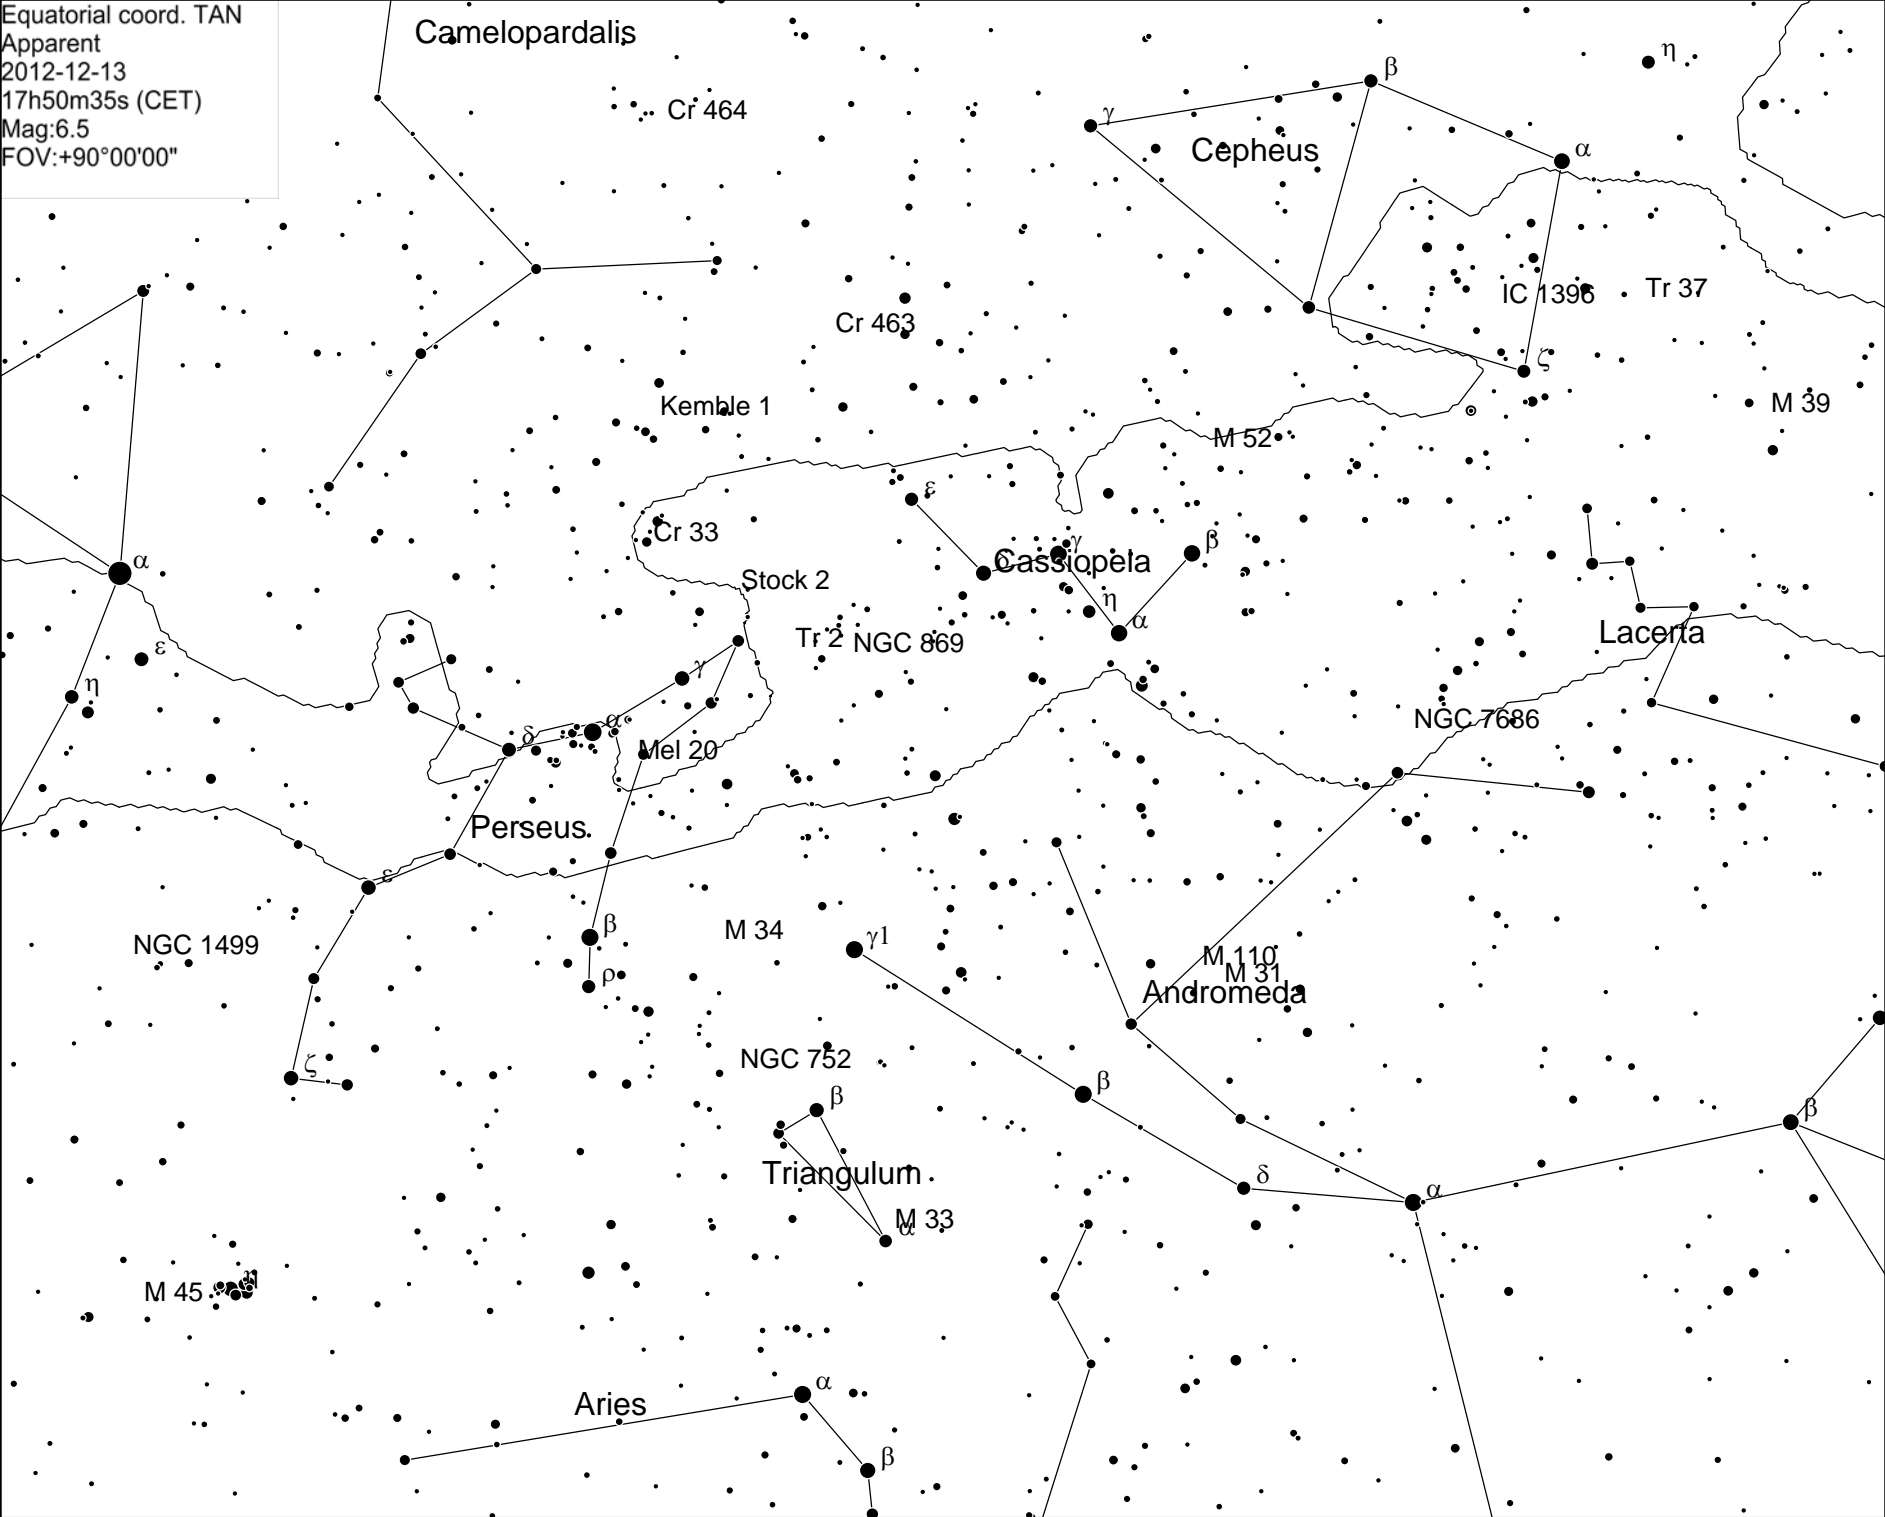 Equatorial coord. TAN
Apparent
2012-12-13
17h50m35s (CET)
Mag:6.5
FOV:+90°00'00"
Camelopardalis
Cr 464
β
η
γ
Cepheus
α
IC 1396
Tr 37
Cr 463
ζ
Kemble 1
M 39
M 52
ε
Cr 33
γ
β
δ
Cassiopeia
α
Stock 2
η
α
Tr 2
NGC 869
Lacerta
ε
γ
η
α
δ
NGC 7686
Mel 20
Perseus
ε
M 34
β
γ1
NGC 1499
M 110
M 31
ρ
Andromeda
NGC 752
ζ
β
β
β
Triangulum
δ
α
M 33
α
η
M 45
α
Aries
β